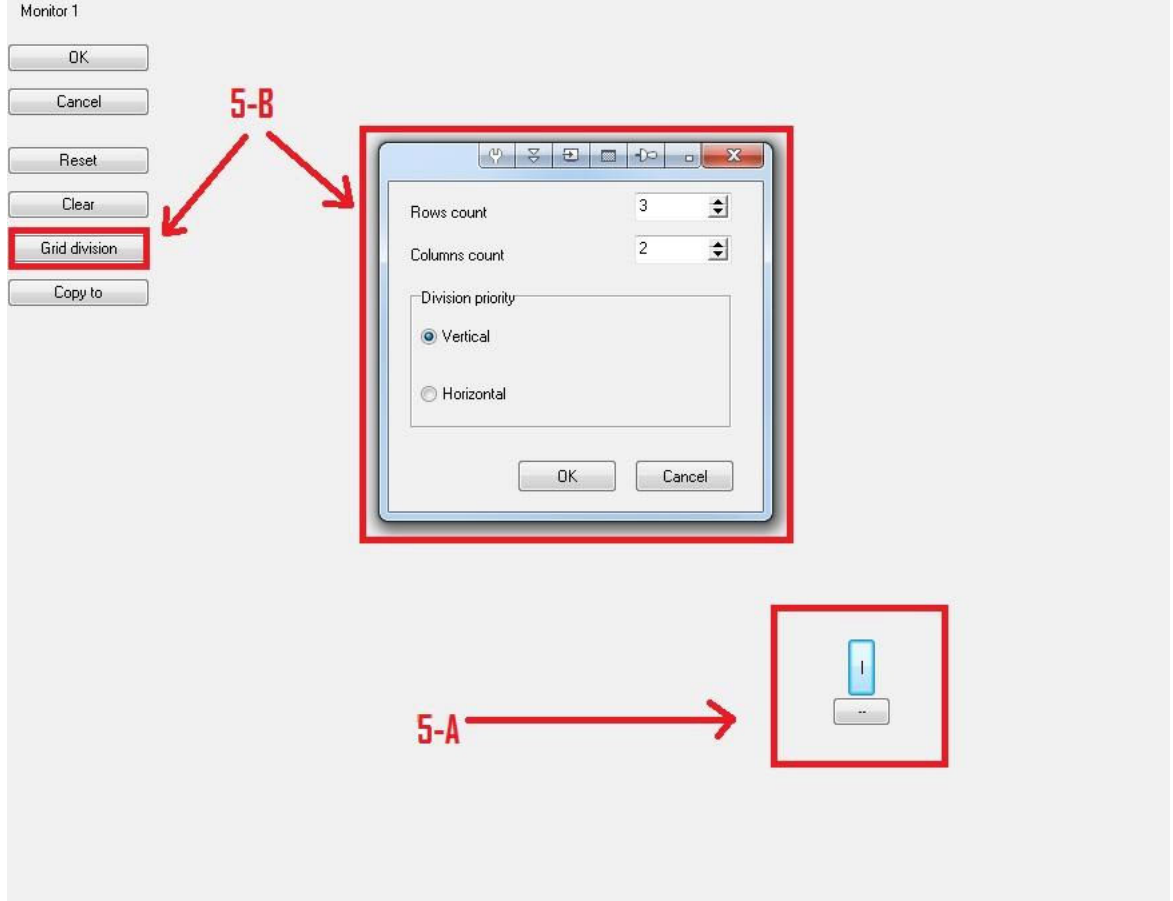 Monitor 1
OK
Cancel
5-B
Reset
Clear
Grid division
Copy to
Rows count 3
Columns count 2
Division priority
Vertical
Horizontal
OK Cancel
5-A
|
--